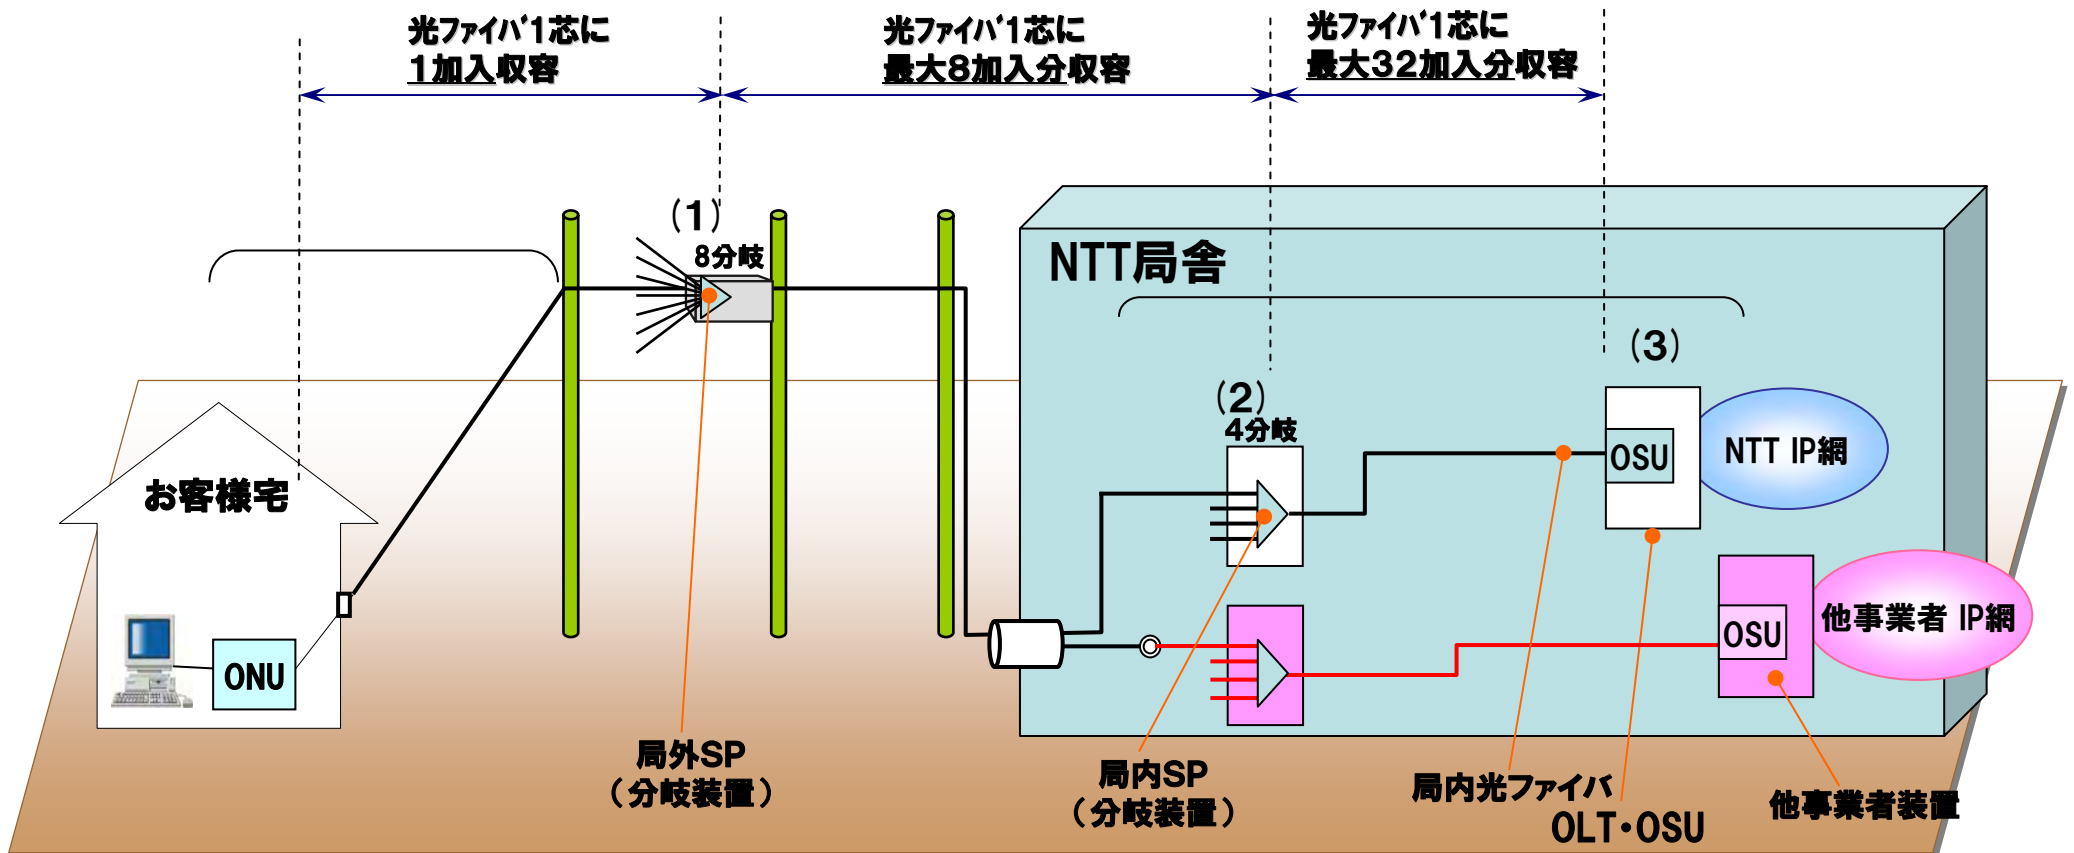 光ファイバ1芯に
1加入収容
光ファイバ1芯に
最大8加入分収容
光ファイバ1芯に
最大32加入分収容
(1)
8分岐
NTT局舎
(3)
(2)
4分岐
OSU
NTT IP網
お客様宅
OSU
他事業者 IP網
ONU
局外SP
(分岐装置)
局内SP
(分岐装置)
局内光ファイバ
OLT・OSU
他事業者装置